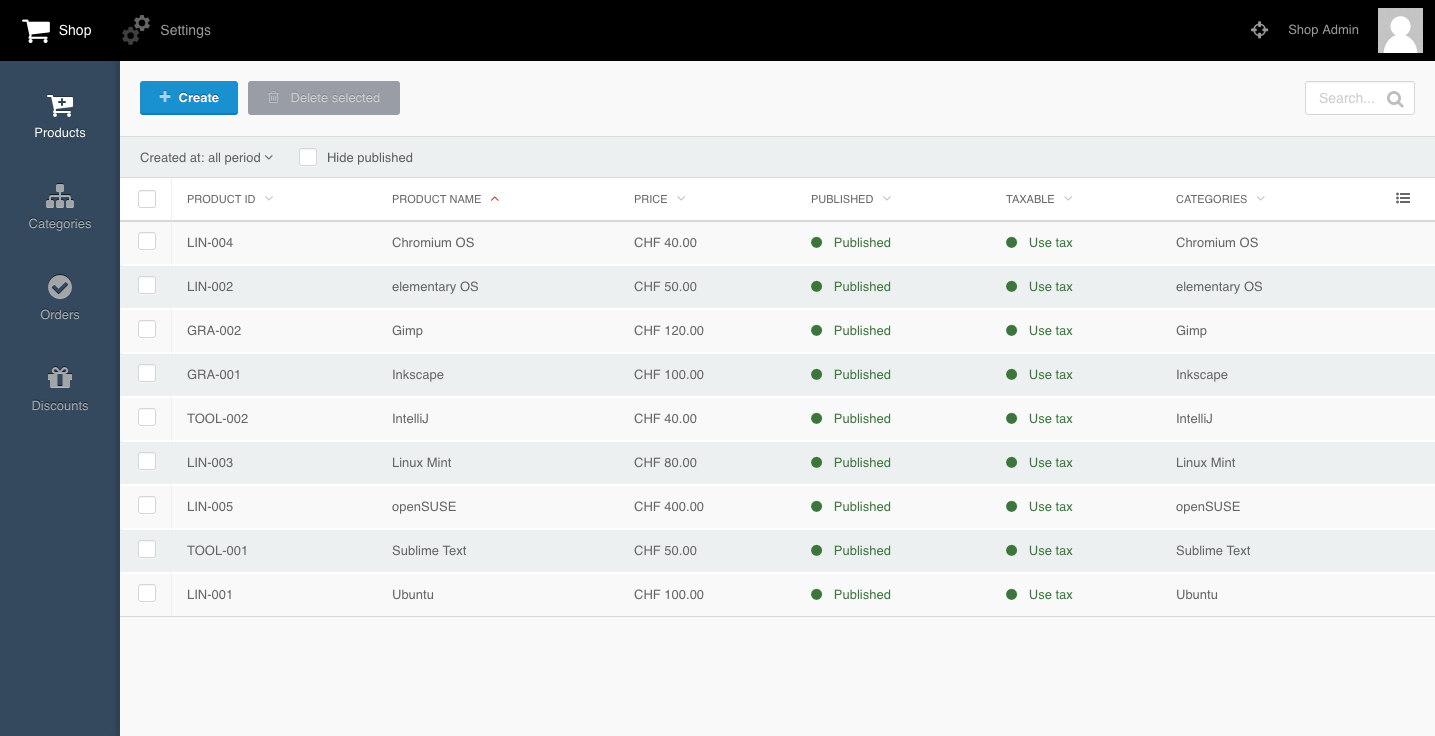 Shop Settings Shop Admin
Create Delete selected Search...
Products
Categories
Orders
Discounts
Created at: all period Hide published
PRODUCT ID PRODUCT NAME PRICE PUBLISHED TAXABLE CATEGORIES
LIN-004 Chromium OS CHF 40.00 Published Use tax Chromium OS
LIN-002 elementary OS CHF 50.00 Published Use tax elementary OS
GRA-002 Gimp CHF 120.00 Published Use tax Gimp
GRA-001 Inkscape CHF 100.00 Published Use tax Inkscape
TOOL-002 IntelliJ CHF 40.00 Published Use tax IntelliJ
LIN-003 Linux Mint CHF 80.00 Published Use tax Linux Mint
LIN-005 openSUSE CHF 400.00 Published Use tax openSUSE
TOOL-001 Sublime Text CHF 50.00 Published Use tax Sublime Text
LIN-001 Ubuntu CHF 100.00 Published Use tax Ubuntu